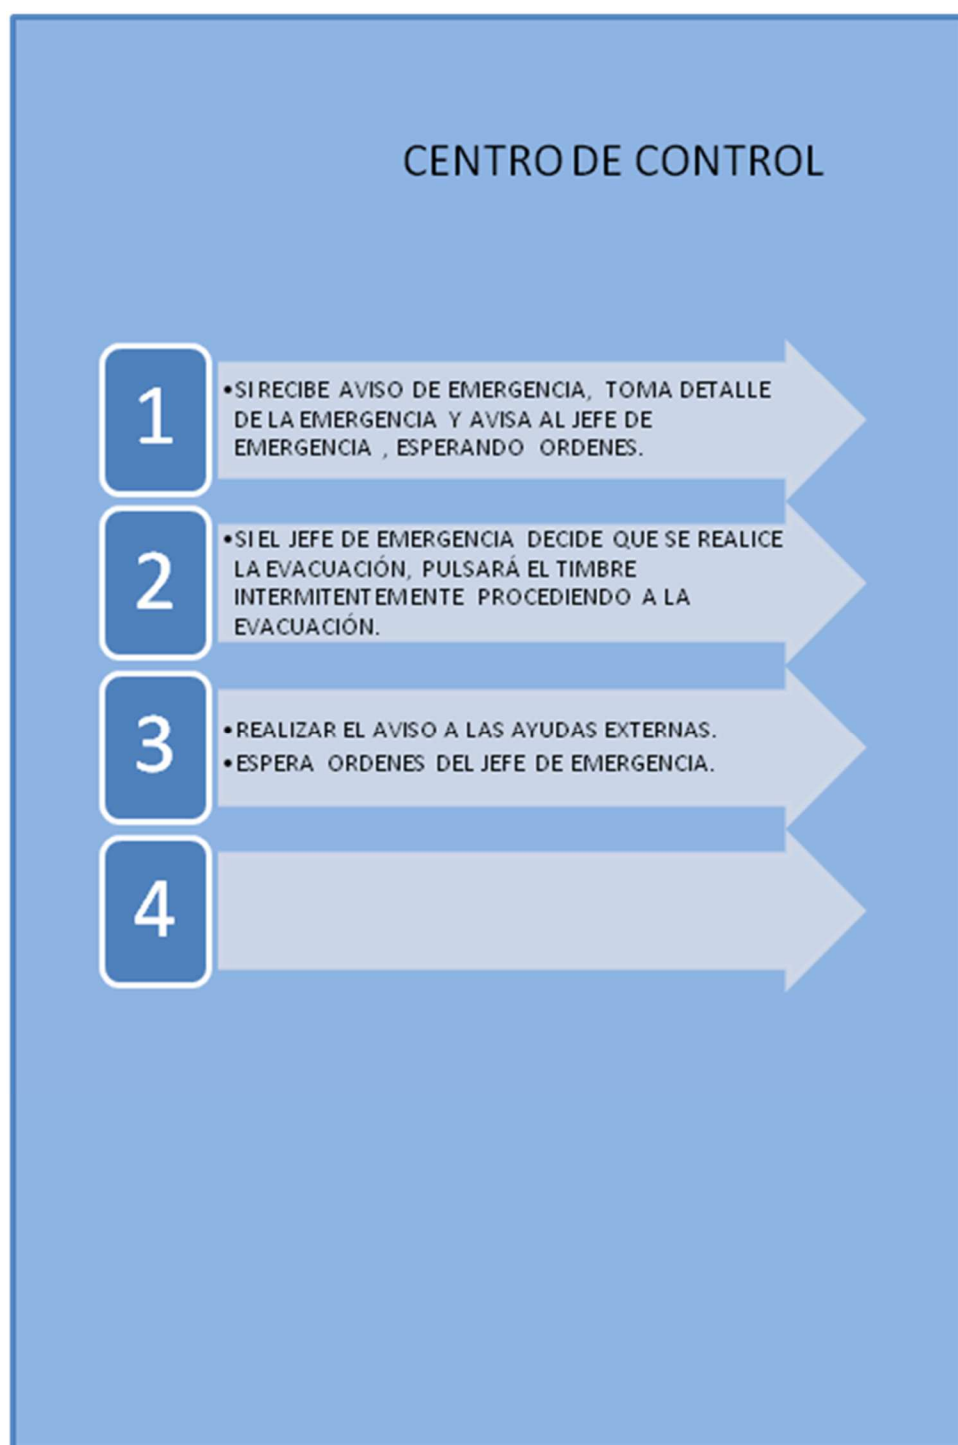 CENTRO DE CONTROL
1
•SI RECIBE AVISO DE EMERGENCIA, TOMA DETALLE
DE LA EMERGENCIA Y AVISA AL JEFE DE
EMERGENCIA , ESPERANDO ORDENES.
2
•SI EL JEFE DE EMERGENCIA DECIDE QUE SE REALICE
LA EVACUACIÓN, PULSARÁ EL TIMBRE
INTERMITENTEMENTE PROCEDIENDO A LA
EVACUACIÓN.
3
•REALIZAR EL AVISO A LAS AYUDAS EXTERNAS.
•ESPERA ORDENES DEL JEFE DE EMERGENCIA.
4